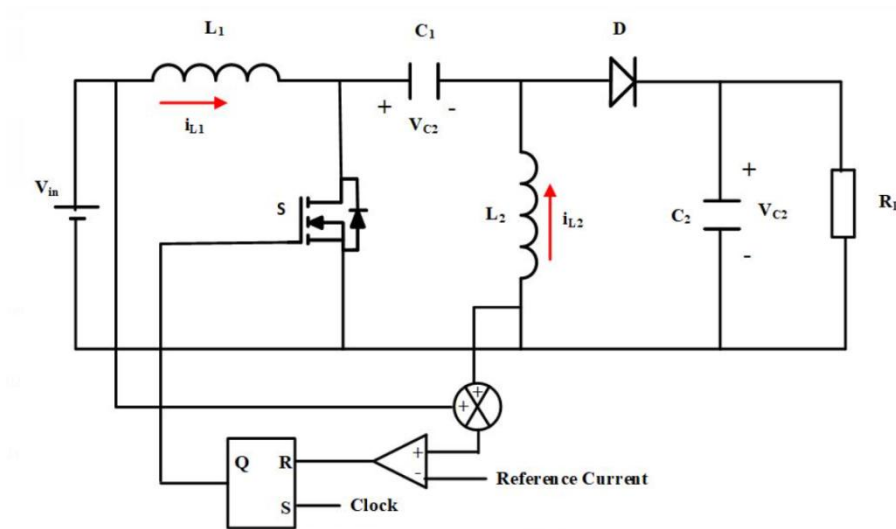 L1 C1 D
+ -
iL1 VC2
Vin S L2 iL2 C2 + VC2 - RL
+
+
Q R + -
Reference Current
S Clock